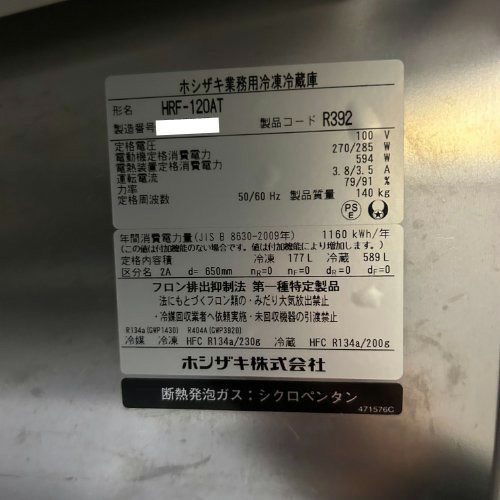 ホシザキ業務用冷凍冷蔵庫
形名 HRF-120AT
製造番号 製品コード R392
定格電圧 100 V
電動機定格消費電力 270/285 W
電熱装置定格消費電力 594 W
運転電流 3.8/3.5 A
力率 79/91 %
定格周波数 50/60 Hz 製品質量 140 kg
PS
E
年間消費電力量(JIS B 8630-2009年) 1160 kWh/年
(この値は付加機能のない場合です。値は付加機能により増加します。)
定格内容積 冷凍 177L 冷蔵 589L
区分名 2A d= 650mm nR=0 nF=0 dR=0 dF=0
フロン排出抑制法 第一種特定製品
法にもとづくフロン類の・みだり大気放出禁止
・冷媒回収業者へ依頼実施・未回収機器の引渡禁止
R134a(GWP1430) R404A(GWP3920)
冷媒 冷凍 HFC R134a/230g 冷蔵 HFC R134a/200g
ホシザキ株式会社
断熱発泡ガス：シクロペンタン
471576C